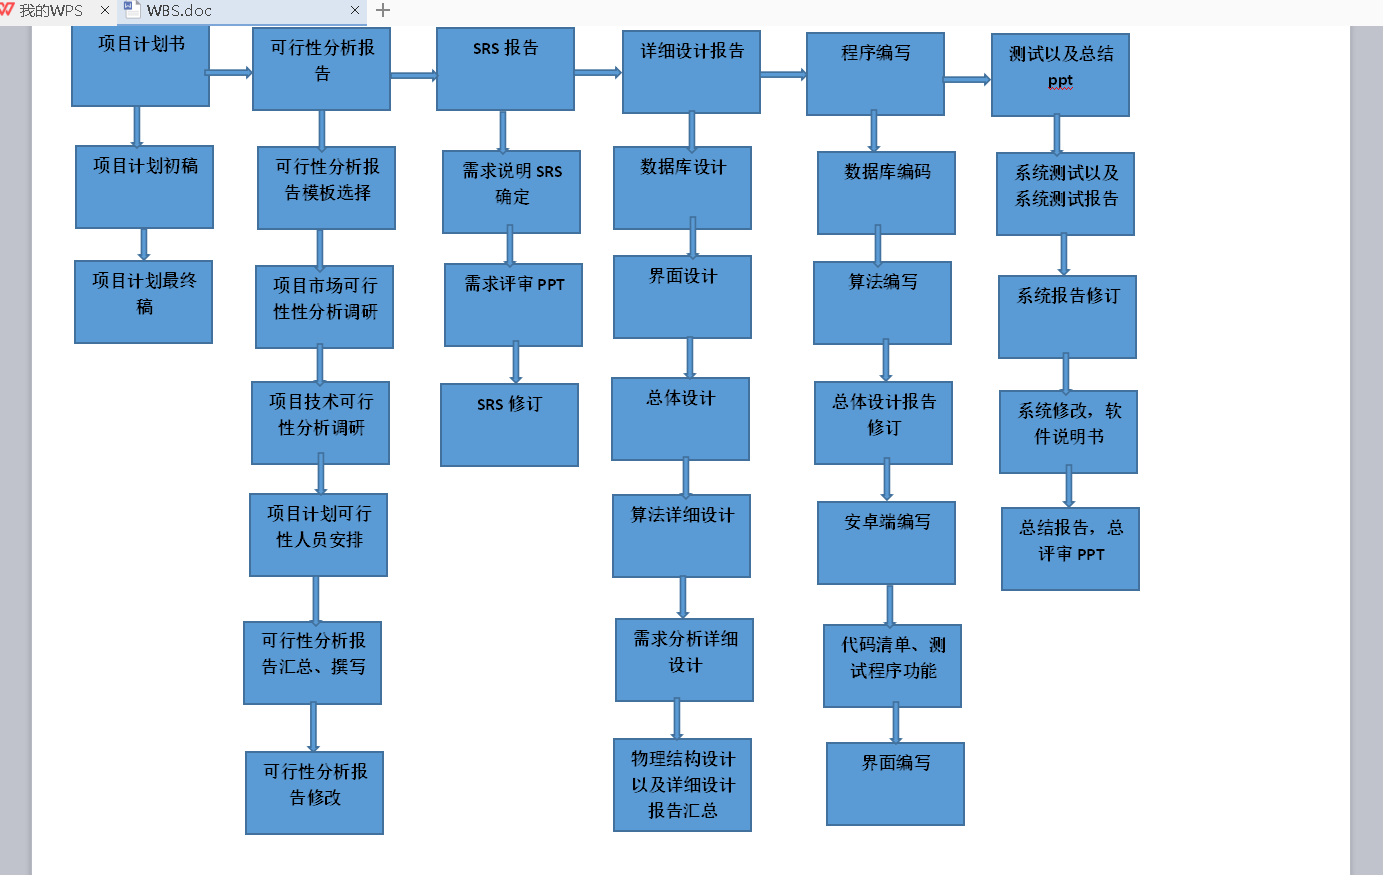 我的WPS
WBS.doc
项目计划书
可行性分析报
告
SRS 报告
详细设计报告
程序编写
测试以及总结
ppt
项目计划初稿
项目计划最终
稿
可行性分析报
告模板选择
项目市场可行
性性分析调研
项目技术可行
性分析调研
项目计划可行
性人员安排
可行性分析报
告汇总、撰写
可行性分析报
告修改
需求说明 SRS
确定
需求评审 PPT
SRS 修订
数据库设计
界面设计
总体设计
算法详细设计
需求分析详细
设计
物理结构设计
以及详细设计
报告汇总
数据库编码
算法编写
总体设计报告
修订
安卓端编写
代码清单、测
试程序功能
界面编写
系统测试以及
系统测试报告
系统报告修订
系统修改，软
件说明书
总结报告，总
评审 PPT